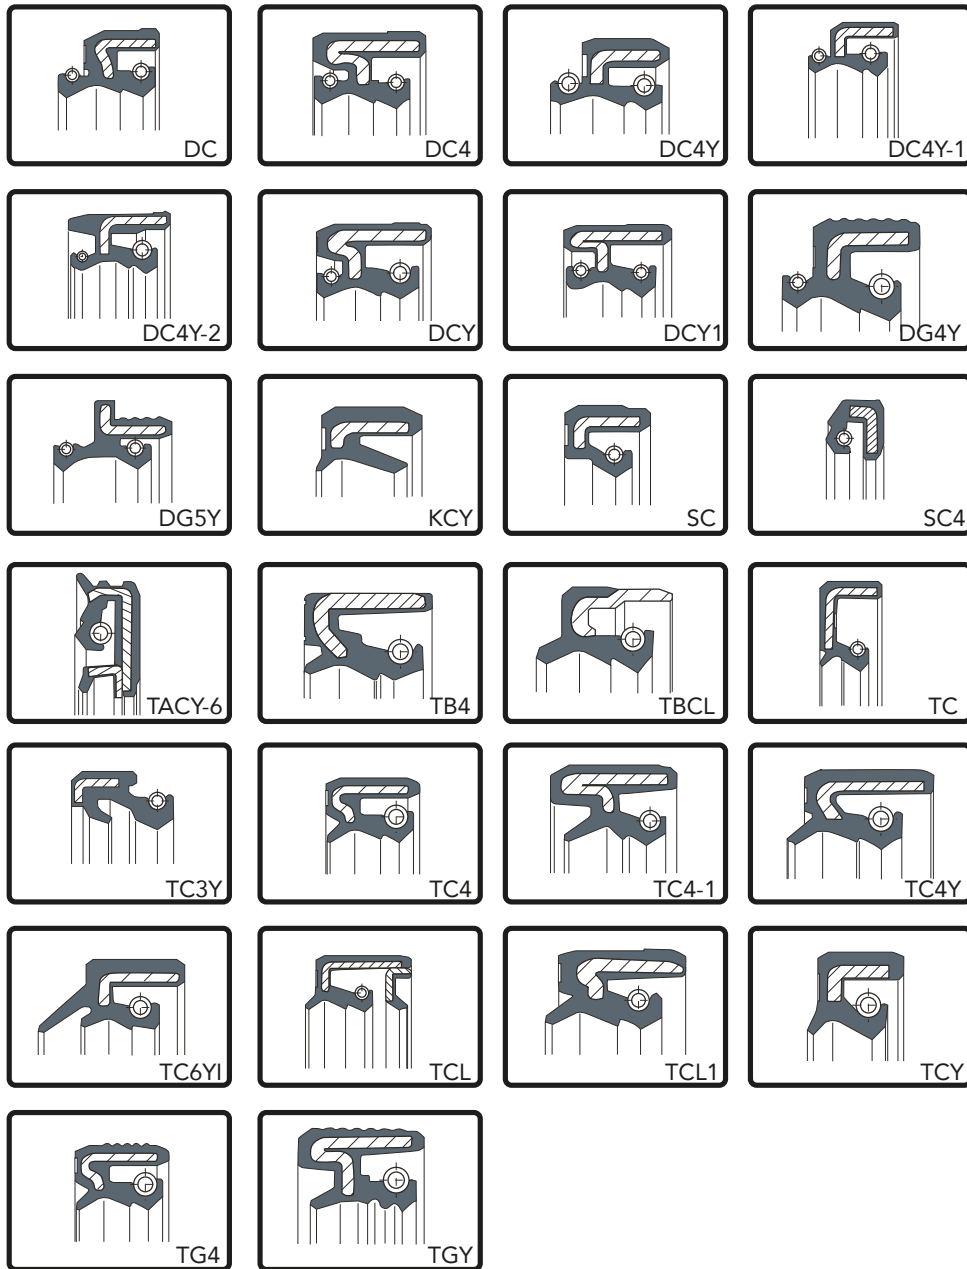 DC
DC4
DC4Y
DC4Y-1
DC4Y-2
DCY
DCY1
DG4Y
DG5Y
KCY
SC
SC4
TACY-6
TB4
TBCL
TC
TC3Y
TC4
TC4-1
TC4Y
TC6YI
TCL
TCL1
TCY
TG4
TGY